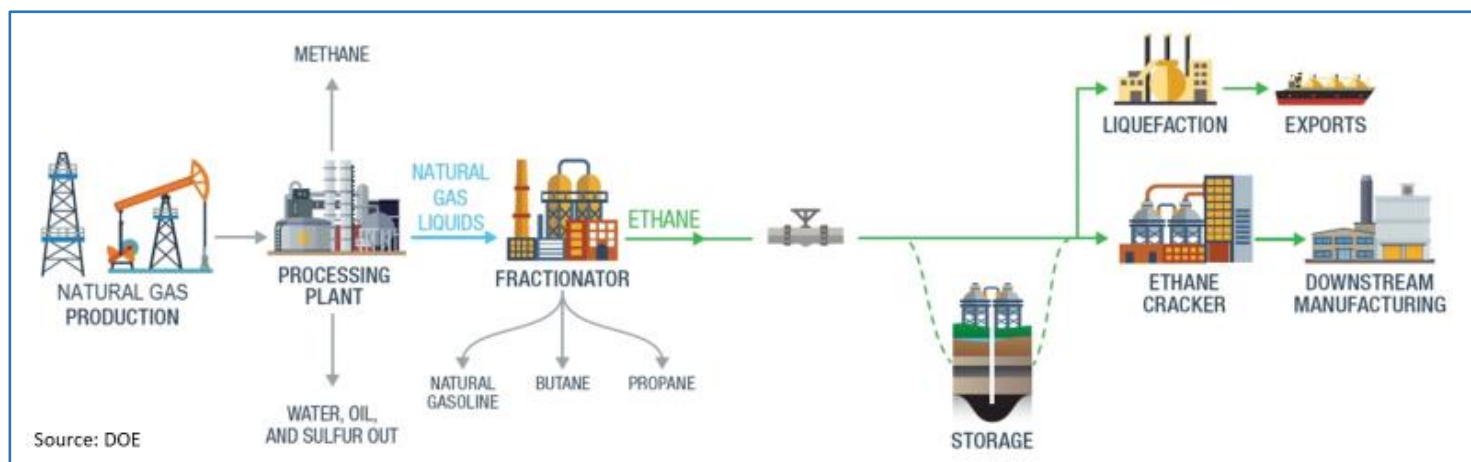 METHANE
NATURAL GAS
PRODUCTION
PROCESSING
PLANT
WATER, OIL,
AND SULFUR OUT
NATURAL
GAS
LIQUIDS
FRACTIONATOR
NATURAL
GASOLINE
BUTANE
PROPANE
ETHANE
STORAGE
LIQUEFACTION
EXPORTS
ETHANE
CRACKER
DOWNSTREAM
MANUFACTURING
Source: DOE